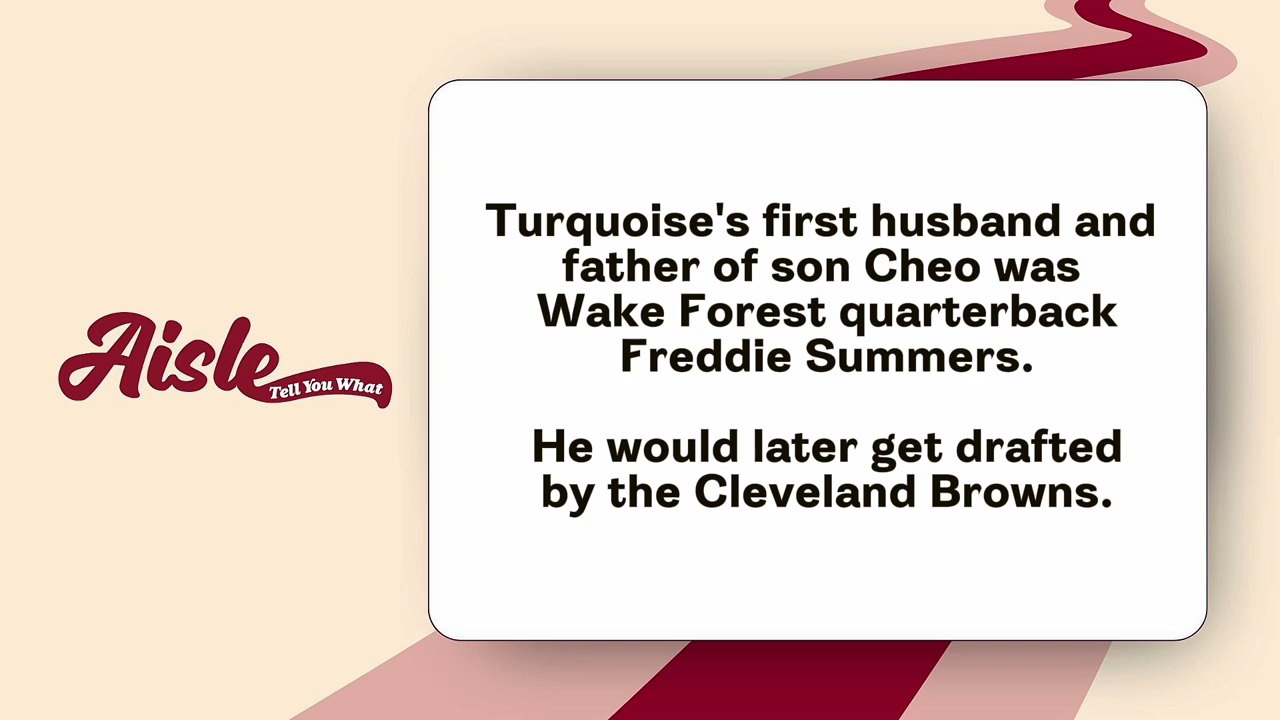 Aisle
Tell You What
Turquoise's first husband and
father of son Cheo was
Wake Forest quarterback
Freddie Summers.
He would later get drafted
by the Cleveland Browns.